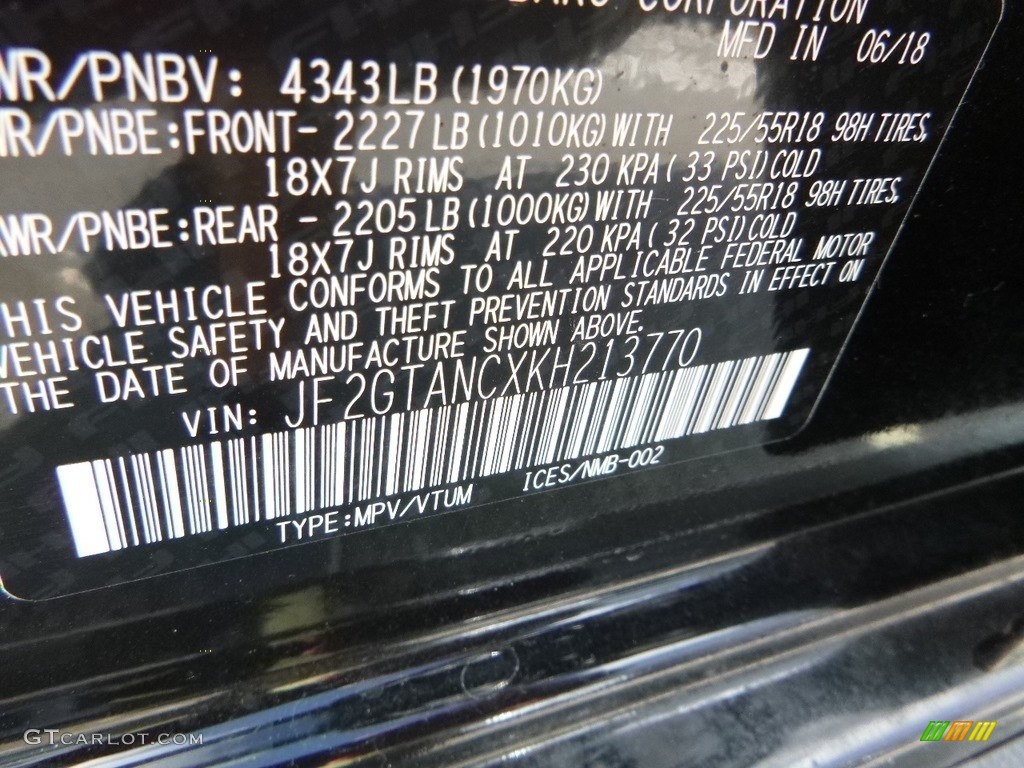 CORPORATION
MFD IN 06/18
WR/PNBV: 4343LB (1970KG)
WR/PNBE:FRONT- 2227LB (1010KG) WITH 225/55R18 98H TIRES,
18X7J RIMS AT 230 KPA ( 33 PSI) COLD
AWR/PNBE:REAR - 2205LB (1000KG) WITH 225/55R18 98H TIRES,
18X7J RIMS AT 220 KPA ( 32 PSI) COLD
THIS VEHICLE CONFORMS TO ALL APPLICABLE FEDERAL MOTOR
VEHICLE SAFETY AND THEFT PREVENTION STANDARDS IN EFFECT ON
THE DATE OF MANUFACTURE SHOWN ABOVE.
VIN: JF2GTANCXKH213770
TYPE:MPV/VTUM ICES/NMB-002
GTCARLOT.COM